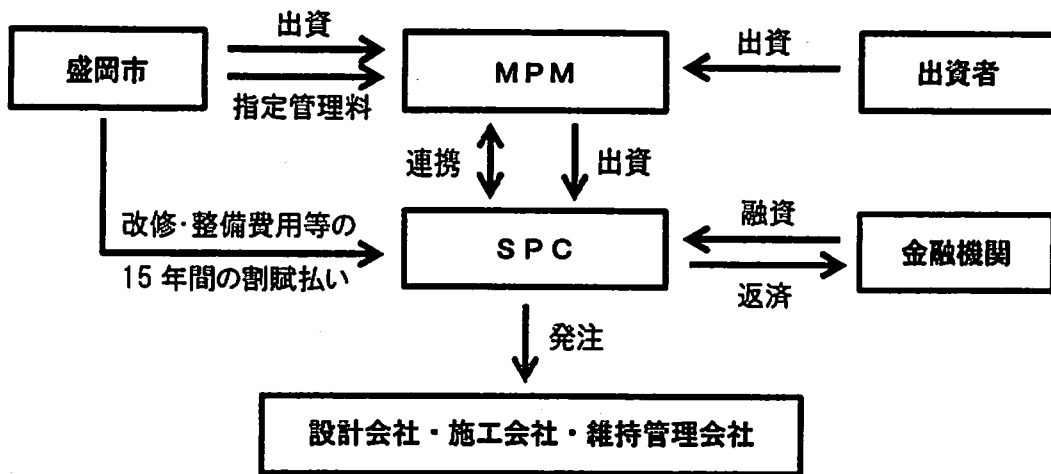 出資
盛岡市
指定管理料
MPM
出資
出資者
連携
出資
改修・整備費用等の
15年間の割賦払い
SPC
融資
返済
金融機関
発注
設計会社・施工会社・維持管理会社